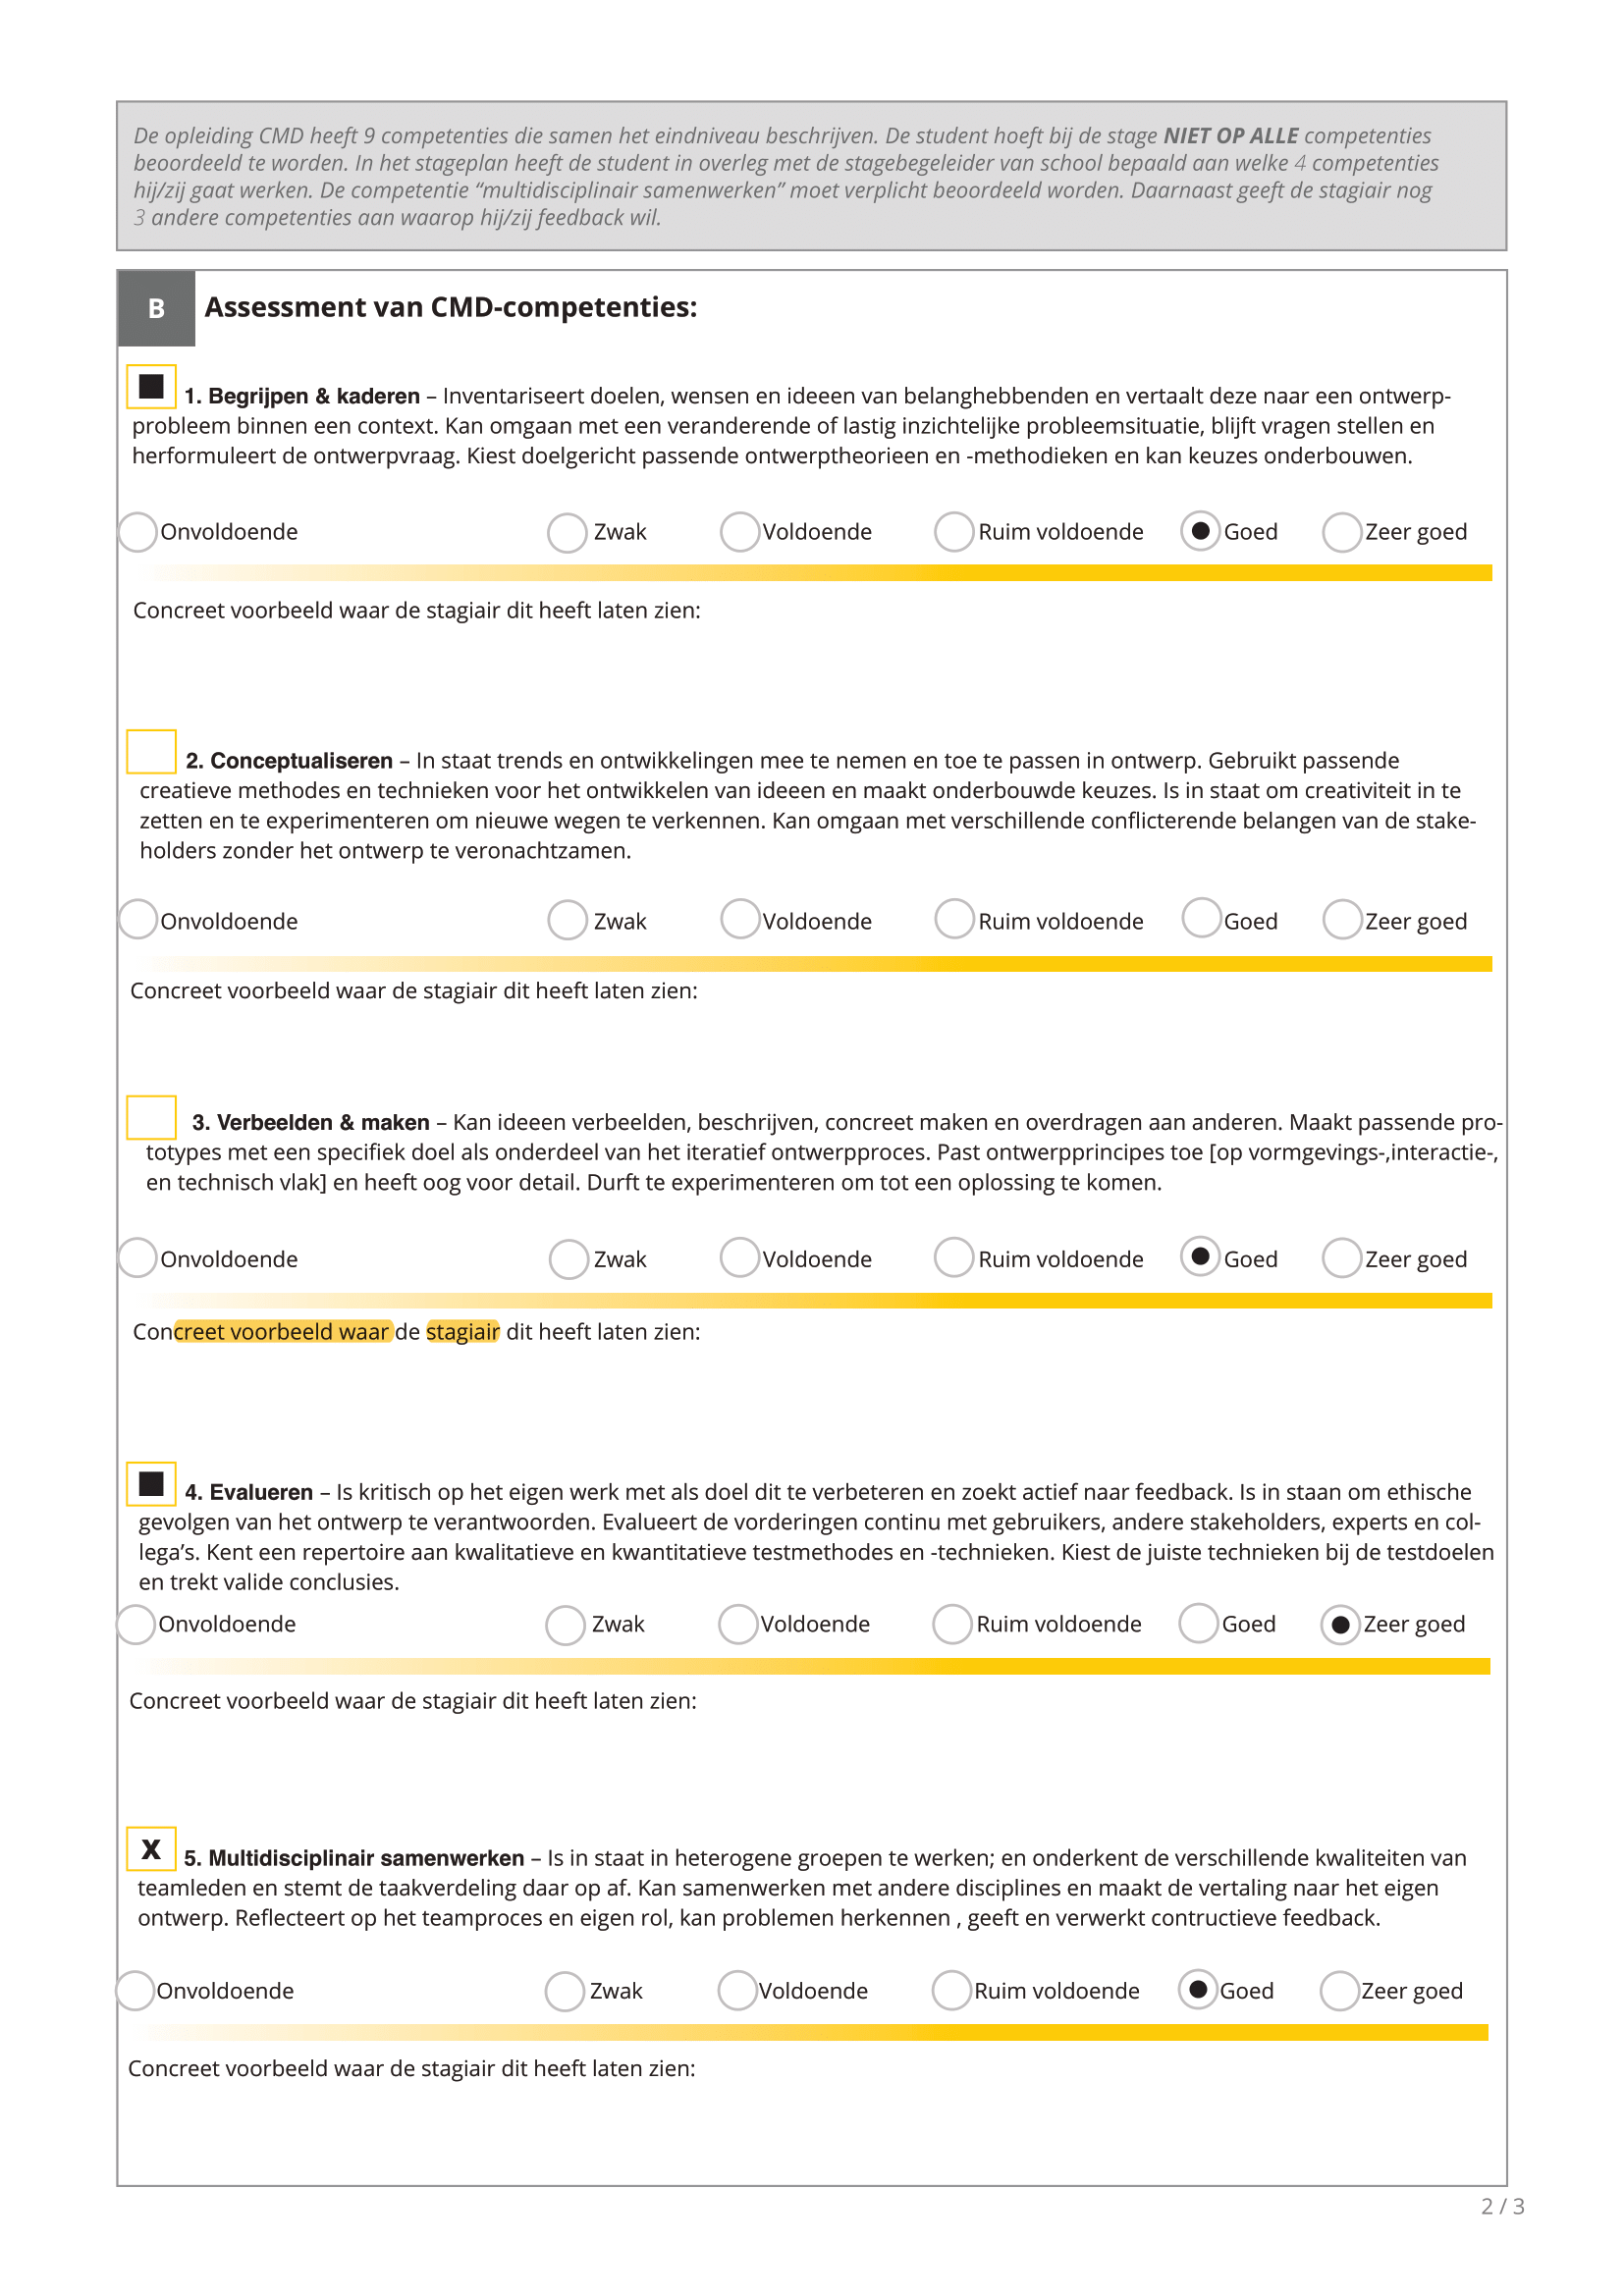 De opleiding CMD heeft 9 competenties die samen het eindniveau beschrijven. De student hoeft bij de stage NIET OP ALLE competenties
beoordeeld te worden. In het stageplan heeft de student in overleg met de stagebegeleider van school bepaald aan welke 4 competenties
hij/zij gaat werken. De competentie “multidisciplinair samenwerken” moet verplicht beoordeeld worden. Daarnaast geeft de stagiair nog
3 andere competenties aan waarop hij/zij feedback wil.
B Assessment van CMD-competenties:
1. Begrijpen & kaderen – Inventariseert doelen, wensen en ideeen van belanghebbenden en vertaalt deze naar een ontwerp-
probleem binnen een context. Kan omgaan met een veranderende of lastig inzichtelijke probleemsituatie, blijft vragen stellen en
herformuleert de ontwerpvraag. Kiest doelgericht passende ontwerptheorieen en -methodieken en kan keuzes onderbouwen.
Onvoldoende Zwak Voldoende Ruim voldoende Goed Zeer goed
Concreet voorbeeld waar de stagiair dit heeft laten zien:
2. Conceptualiseren – In staat trends en ontwikkelingen mee te nemen en toe te passen in ontwerp. Gebruikt passende
creatieve methodes en technieken voor het ontwikkelen van ideeen en maakt onderbouwde keuzes. Is in staat om creativiteit in te
zetten en te experimenteren om nieuwe wegen te verkennen. Kan omgaan met verschillende conflicterende belangen van de stake-
holders zonder het ontwerp te veronachtzamen.
Onvoldoende Zwak Voldoende Ruim voldoende Goed Zeer goed
Concreet voorbeeld waar de stagiair dit heeft laten zien:
3. Verbeelden & maken – Kan ideeen verbeelden, beschrijven, concreet maken en overdragen aan anderen. Maakt passende pro-
totypes met een specifiek doel als onderdeel van het iteratief ontwerpproces. Past ontwerpprincipes toe [op vormgevings-,interactie-,
en technisch vlak] en heeft oog voor detail. Durft te experimenteren om tot een oplossing te komen.
Onvoldoende Zwak Voldoende Ruim voldoende Goed Zeer goed
Concreet voorbeeld waar de stagiair dit heeft laten zien:
4. Evalueren – Is kritisch op het eigen werk met als doel dit te verbeteren en zoekt actief naar feedback. Is in staan om ethische
gevolgen van het ontwerp te verantwoorden. Evalueert de vorderingen continu met gebruikers, andere stakeholders, experts en col-
lega’s. Kent een repertoire aan kwalitatieve en kwantitatieve testmethodes en -technieken. Kiest de juiste technieken bij de testdoelen
en trekt valide conclusies.
Onvoldoende Zwak Voldoende Ruim voldoende Goed Zeer goed
Concreet voorbeeld waar de stagiair dit heeft laten zien:
x 5. Multidisciplinair samenwerken – Is in staat in heterogene groepen te werken; en onderkent de verschillende kwaliteiten van
teamleden en stemt de taakverdeling daar op af. Kan samenwerken met andere disciplines en maakt de vertaling naar het eigen
ontwerp. Reflecteert op het teamproces en eigen rol, kan problemen herkennen , geeft en verwerkt contructieve feedback.
Onvoldoende Zwak Voldoende Ruim voldoende Goed Zeer goed
Concreet voorbeeld waar de stagiair dit heeft laten zien:
2 / 3